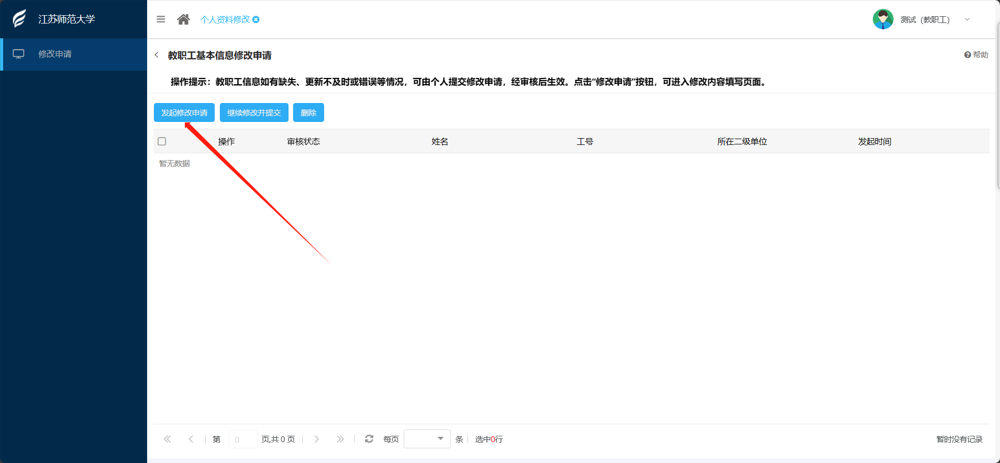 江苏师范大学
个人资料修改
测试（教职工）
修改申请
教职工基本信息修改申请
帮助
操作提示：教职工信息如有缺失、更新不及时或错误等情况，可由个人提交修改申请，经审核后生效。点击“修改申请”按钮，可进入修改内容填写页面。
发起修改申请 继续修改并提交 删除
操作 审核状态 姓名 工号 所在二级单位 发起时间
暂无数据
第 0 页,共 0 页 每页 条 选中0行 暂时没有记录